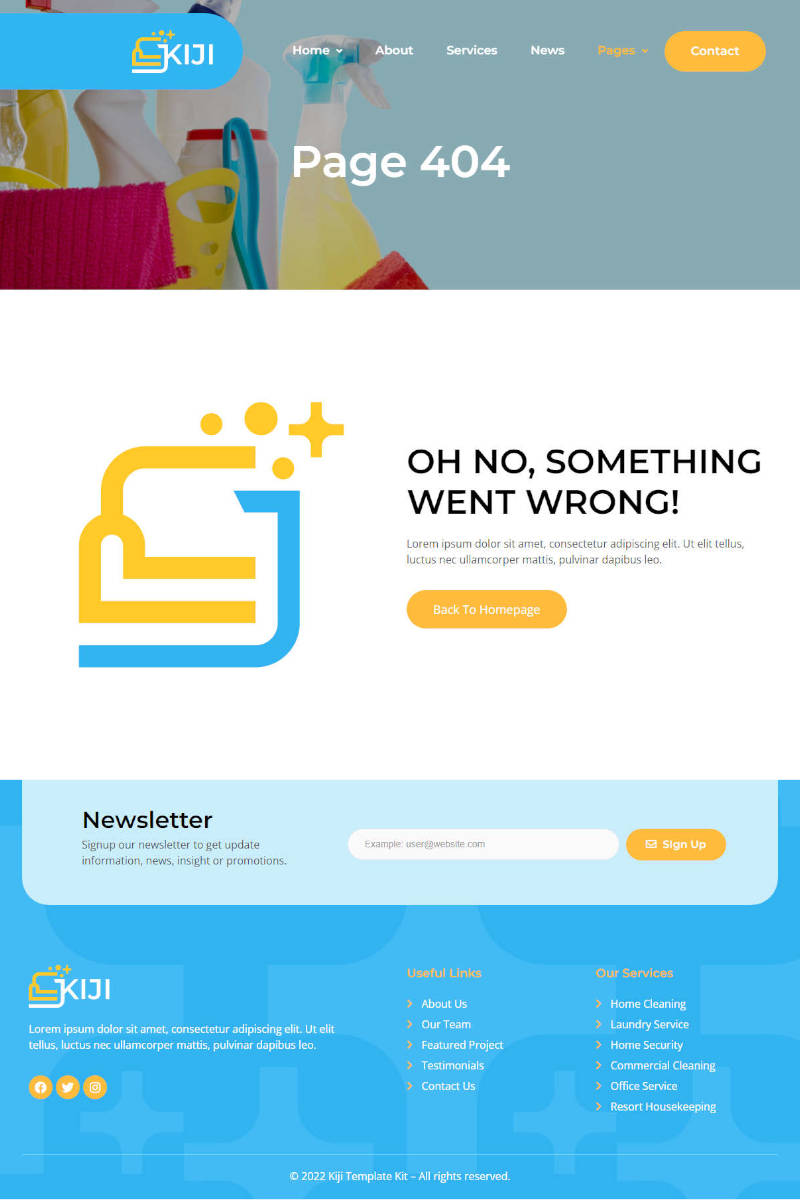 KIJI
Home
About
Services
News
Pages
Contact
Page 404
OH NO, SOMETHING
WENT WRONG!
Lorem ipsum dolor sit amet, consectetur adipiscing elit. Ut elit tellus,
luctus nec ullamcorper mattis, pulvinar dapibus leo.
Back To Homepage
Newsletter
Signup our newsletter to get update
information, news, insight or promotions.
Example: user@website.com
Sign Up
KIJI
Lorem ipsum dolor sit amet, consectetur adipiscing elit. Ut elit
tellus, luctus nec ullamcorper mattis, pulvinar dapibus leo.
Useful Links
About Us
Our Team
Featured Project
Testimonials
Contact Us
Our Services
Home Cleaning
Laundry Service
Home Security
Commercial Cleaning
Office Service
Resort Housekeeping
© 2022 Kiji Template Kit – All rights reserved.